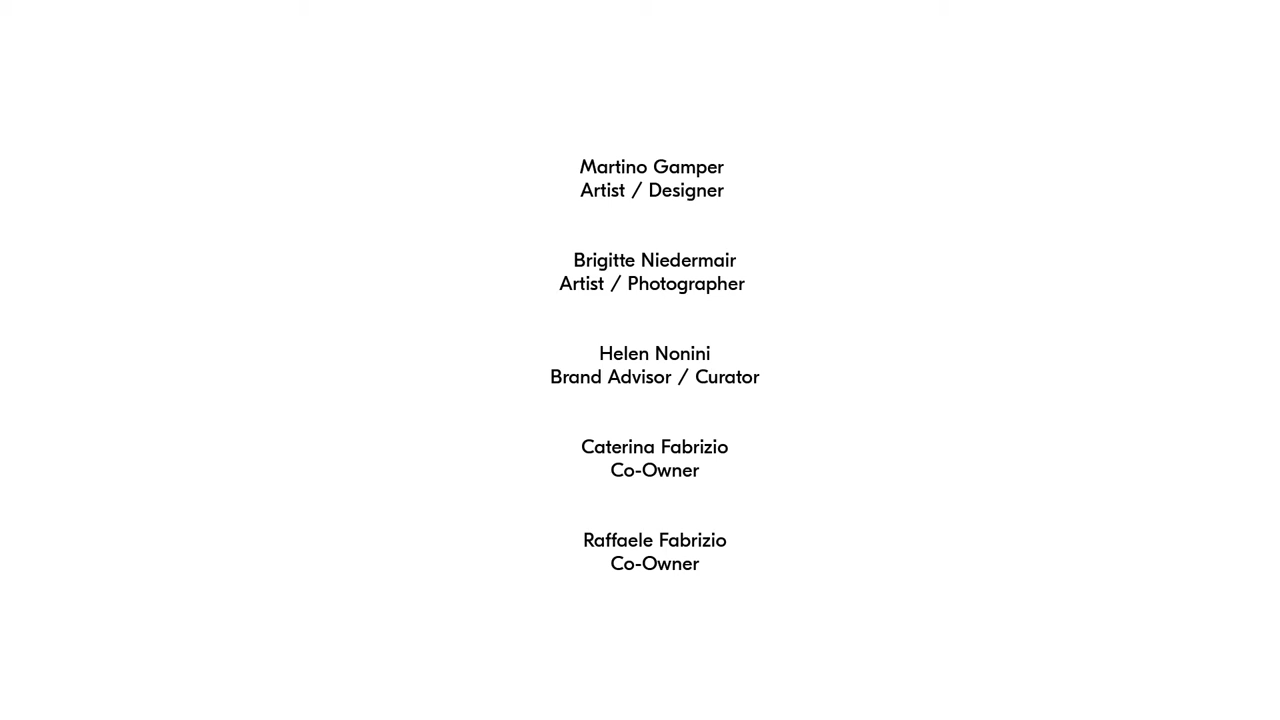 Martino Gamper
Artist / Designer
Brigitte Niedermair
Artist / Photographer
Helen Nonini
Brand Advisor / Curator
Caterina Fabrizio
Co-Owner
Raffaele Fabrizio
Co-Owner